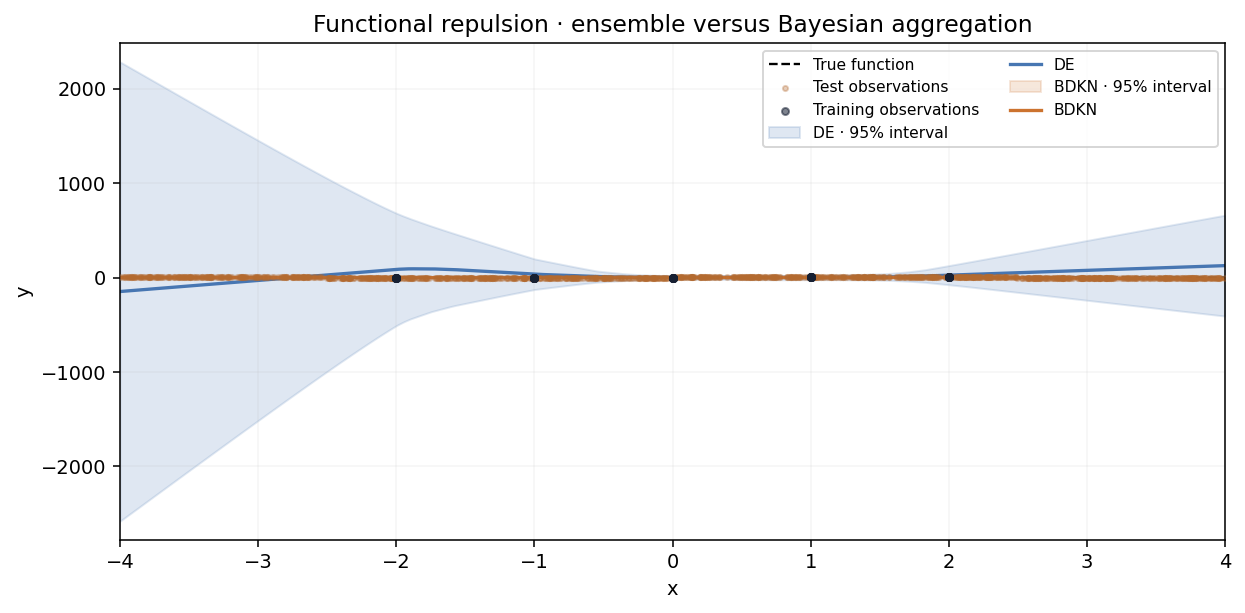 Functional repulsion · ensemble versus Bayesian aggregation
True function
Test observations
Training observations
DE · 95% interval
DE
BDKN · 95% interval
BDKN
2000
1000
0
−1000
−2000
y
−4
−3
−2
−1
0
1
2
3
4
x